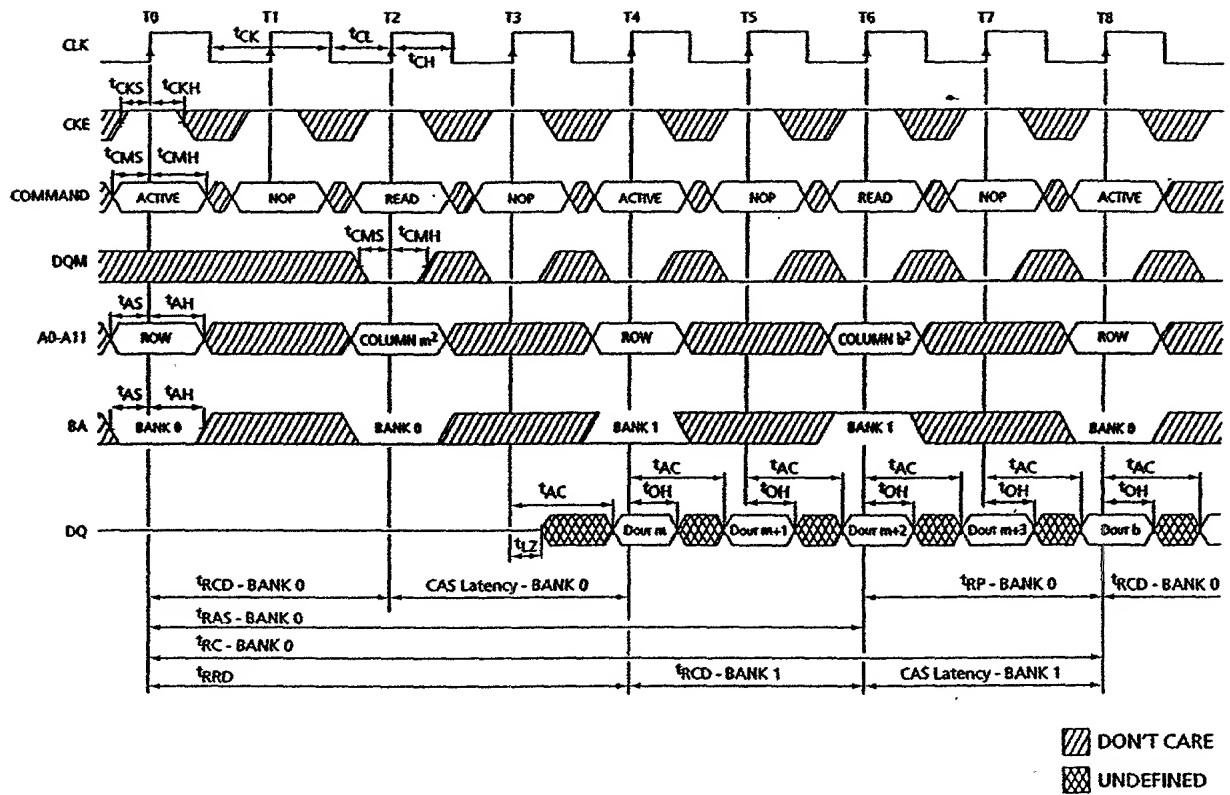 T0 T1 T2 T3 T4 T5 T6 T7 T8
CLK tCK tCL tCH
tCKS tCKH
CKE
tCMS tCMH
COMMAND ACTIVE NOP READ NOP ACTIVE NOP READ NOP ACTIVE
tCMS tCMH
DQM
tAS tAH
A0-A11 ROW COLUMN m2 ROW COLUMN b2 ROW
tAS tAH
BA BANK 0 BANK 0 BANK 1 BANK 1 BANK 0
tAC tAC tAC tAC tAC tAC
tOH tOH tOH tOH tOH
DQ DOUT m DOUT m+1 DOUT m+2 DOUT m+3 DOUT b
tLZ
tRCD - BANK 0 CAS Latency - BANK 0 tRP - BANK 0 tRCD - BANK 0
tRAS - BANK 0
tRC - BANK 0
tRRD tRCD - BANK 1 CAS Latency - BANK 1
DON'T CARE
UNDEFINED